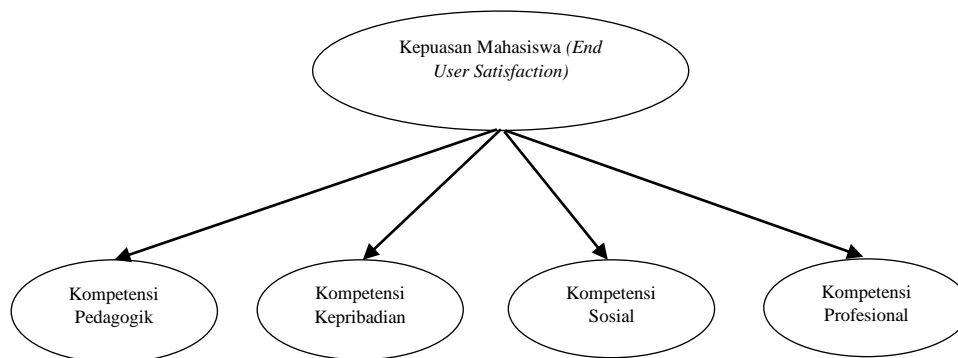 Kepuasan Mahasiswa (End
User Satisfaction)
Kompetensi
Pedagogik
Kompetensi
Kepribadian
Kompetensi
Sosial
Kompetensi
Profesional